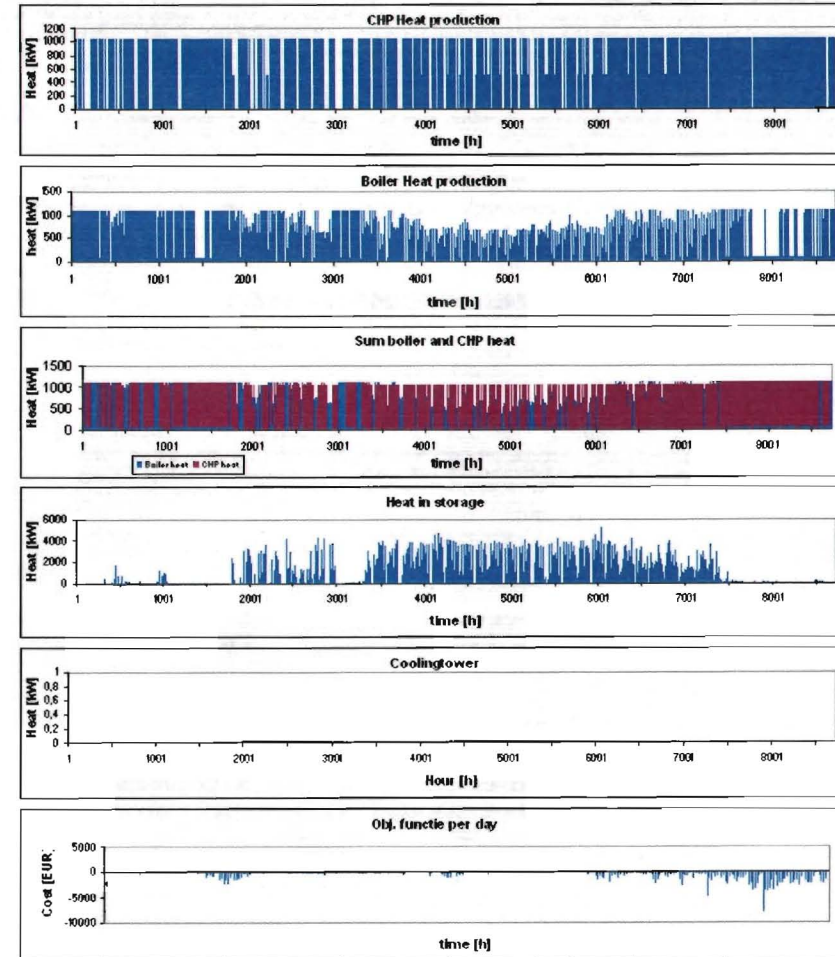 CHP Heat production
Heat [kW]
1200
1000
800
600
400
200
0
1 1001 2001 3001 4001 5001 6001 7001 8001
time [h]
Boiler Heat production
heat [kW]
1500
1000
500
0
1 1001 2001 3001 4001 5001 6001 7001 8001
time [h]
Sum boiler and CHP heat
Heat [kW]
1500
1000
500
0
1 1001 2001 3001 4001 5001 6001 7001 8001
Boiler heat CHP heat
time [h]
Heat in storage
Heat [kW]
6000
4000
2000
0
1 1001 2001 3001 4001 5001 6001 7001 8001
time [h]
Coolingtower
Heat [kW]
1
0,8
0,6
0,4
0,2
0
1 1001 2001 3001 4001 5001 6001 7001 8001
Hour [h]
Obj. functie per day
Cost [EUR]
5000
0
-5000
-10000
time [h]